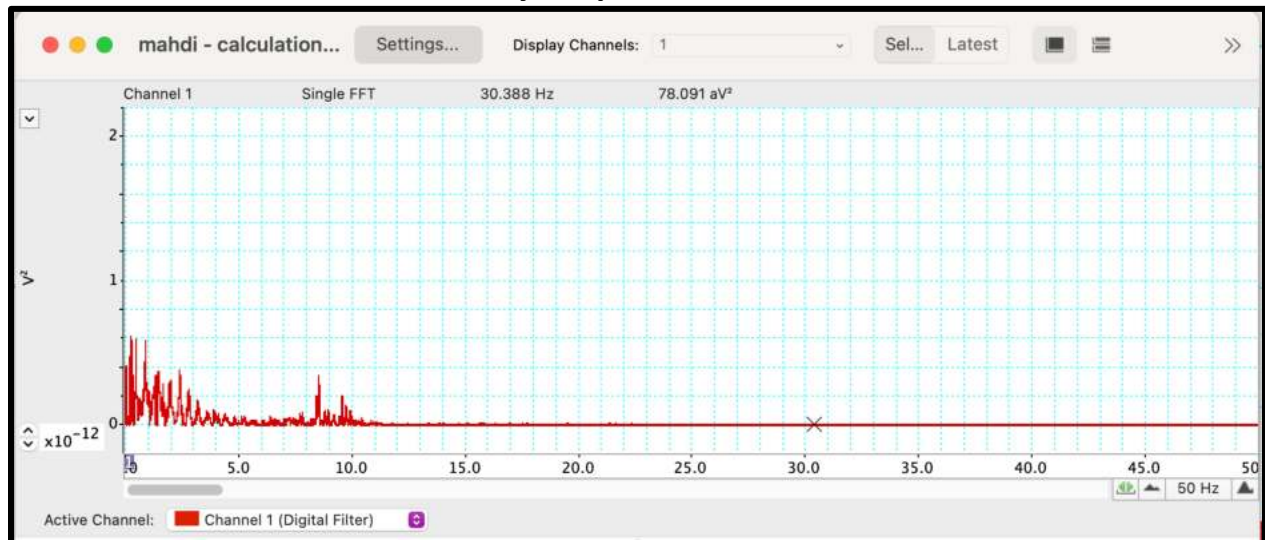 mahdi - calculation... Settings... Display Channels: 1 Sel... Latest
Channel 1 Single FFT 30.388 Hz 78.091 aV²
2
V²
1
0
x10⁻¹²
5.0 10.0 15.0 20.0 25.0 30.0 35.0 40.0 45.0 50
50 Hz
Active Channel: Channel 1 (Digital Filter)